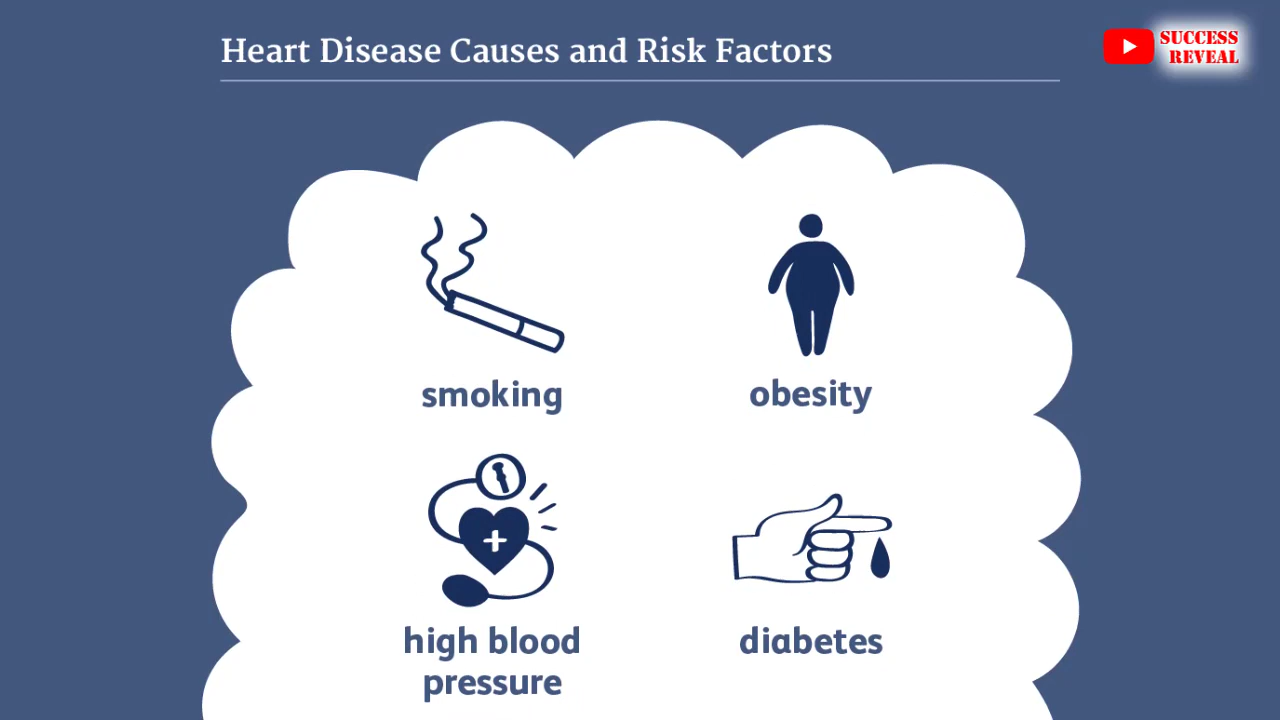 Heart Disease Causes and Risk Factors
SUCCESS
REVEAL
smoking
obesity
high blood
pressure
diabetes